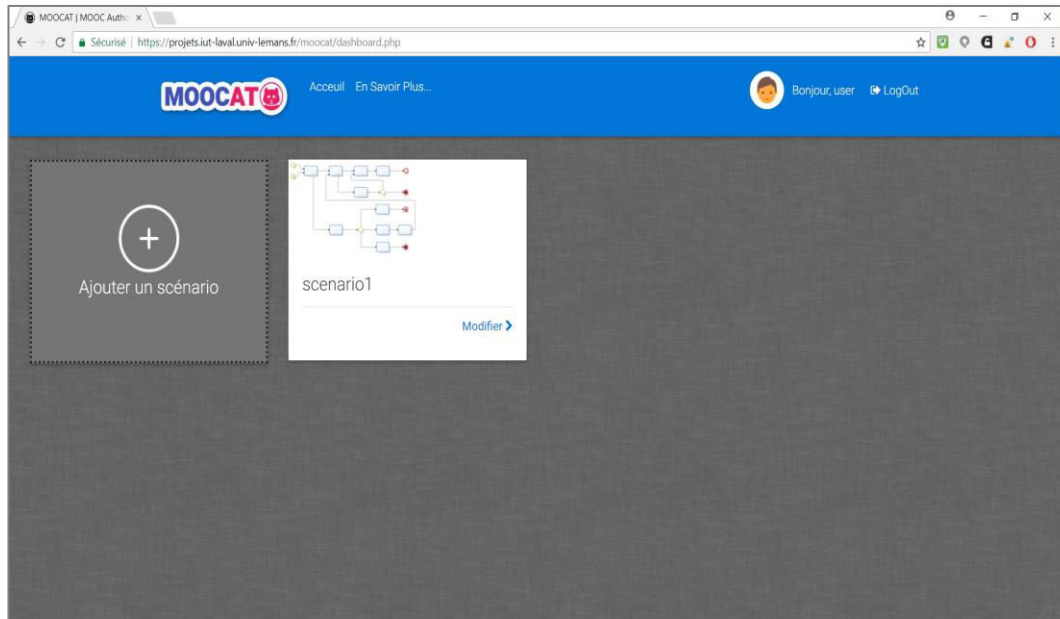 MOOCAT | MOOC Autho
Sécurisé | https://projets.iut-laval.univ-lemans.fr/moocat/dashboard.php
MOOCAT
Acceuil En Savoir Plus...
Bonjour, user LogOut
Ajouter un scénario
scenario1
Modifier